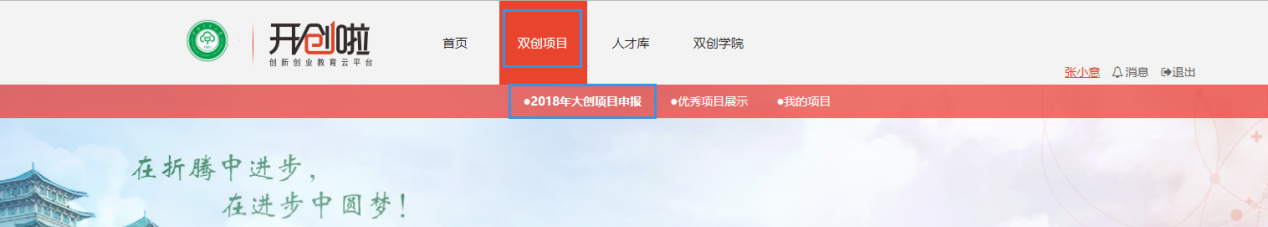 开创啦
创新创业教育云平台
首页 双创项目 人才库 双创学院
张小意 消息 退出
●2018年大创项目申报 ●优秀项目展示 ●我的项目
在折腾中进步，
在进步中圆梦！